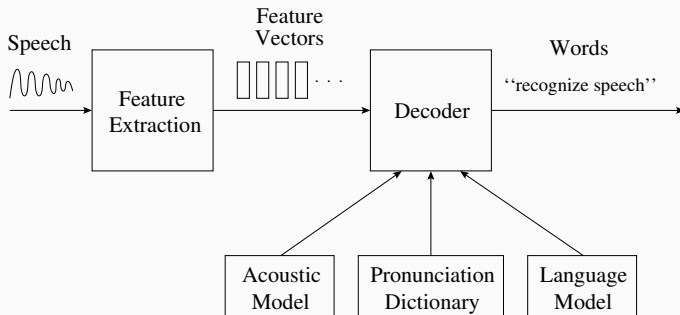 Speech
Feature
Vectors
Words
. . .
‘‘recognize speech’’
Feature
Extraction
Decoder
Acoustic
Model
Pronunciation
Dictionary
Language
Model